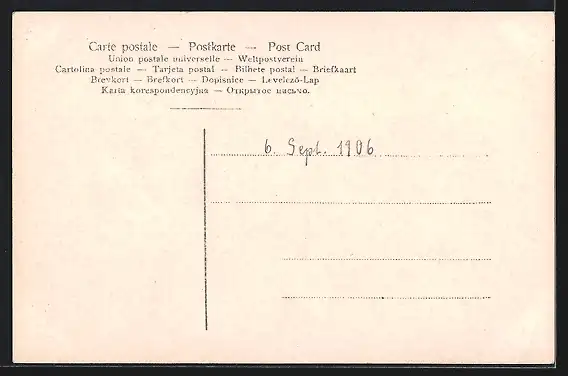 Carte postale — Postkarte — Post Card
Union postale universelle — Weltpostverein
Cartolina postale — Tarjeta postal — Bilhete postal — Briefkaart
Brevkort — Brefkort — Dopisnice — Levelező-Lap
Karta korespondencyjna — Открытое письмо.
6. Sept. 1906